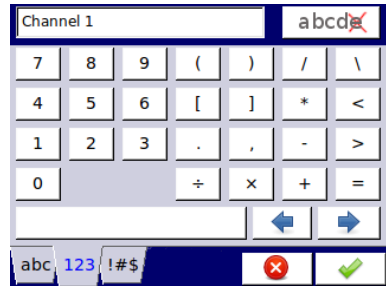 Channel 1 abcde
7 8 9 ( ) / \
4 5 6 [ ] * <
1 2 3 . , - >
0 ÷ × + =
abc 123 !#$